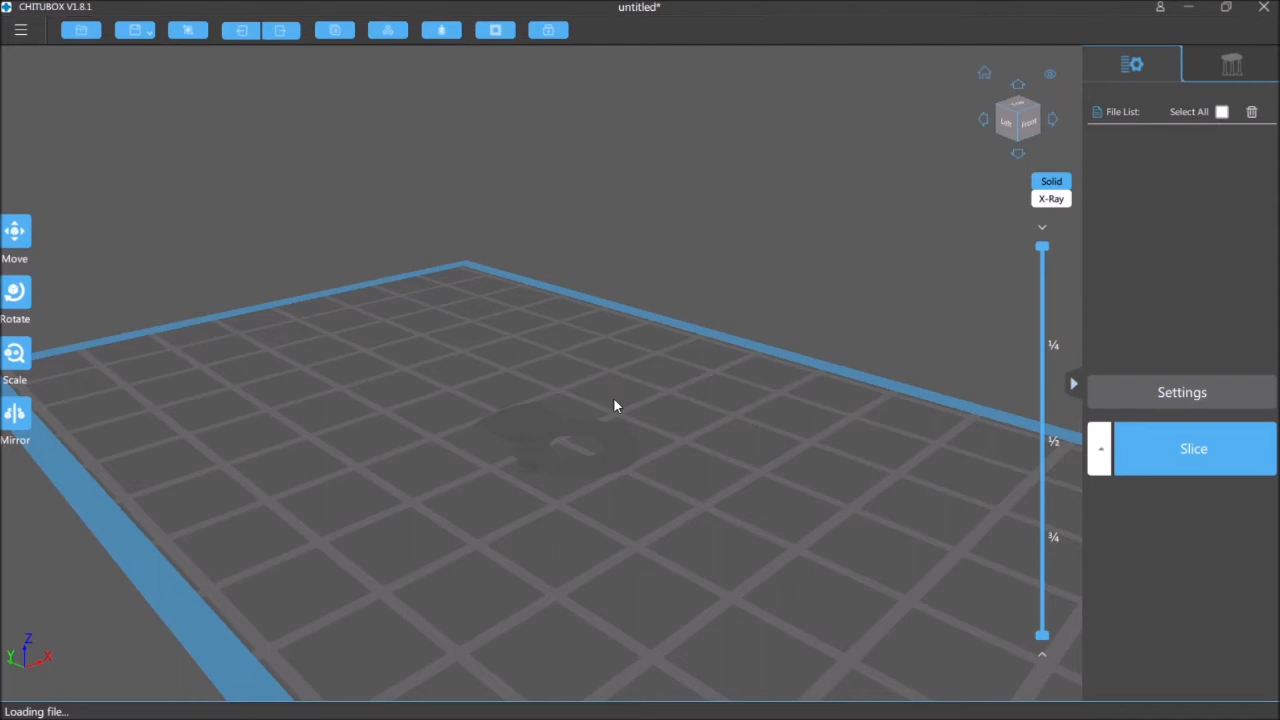 CHITUBOX V1.8.1
untitled*
File List:
Select All
Left
Front
Solid
X-Ray
Move
Rotate
Scale
Mirror
¼
½
¾
Settings
Slice
Z
Y
X
Loading file...